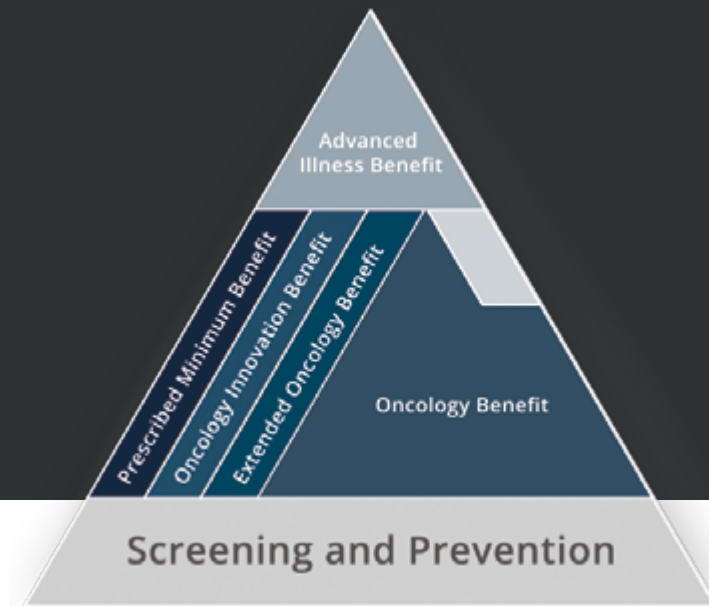 Advanced
Illness Benefit
Prescribed Minimum Benefit
Oncology Innovation Benefit
Extended Oncology Benefit
Oncology Benefit
Screening and Prevention